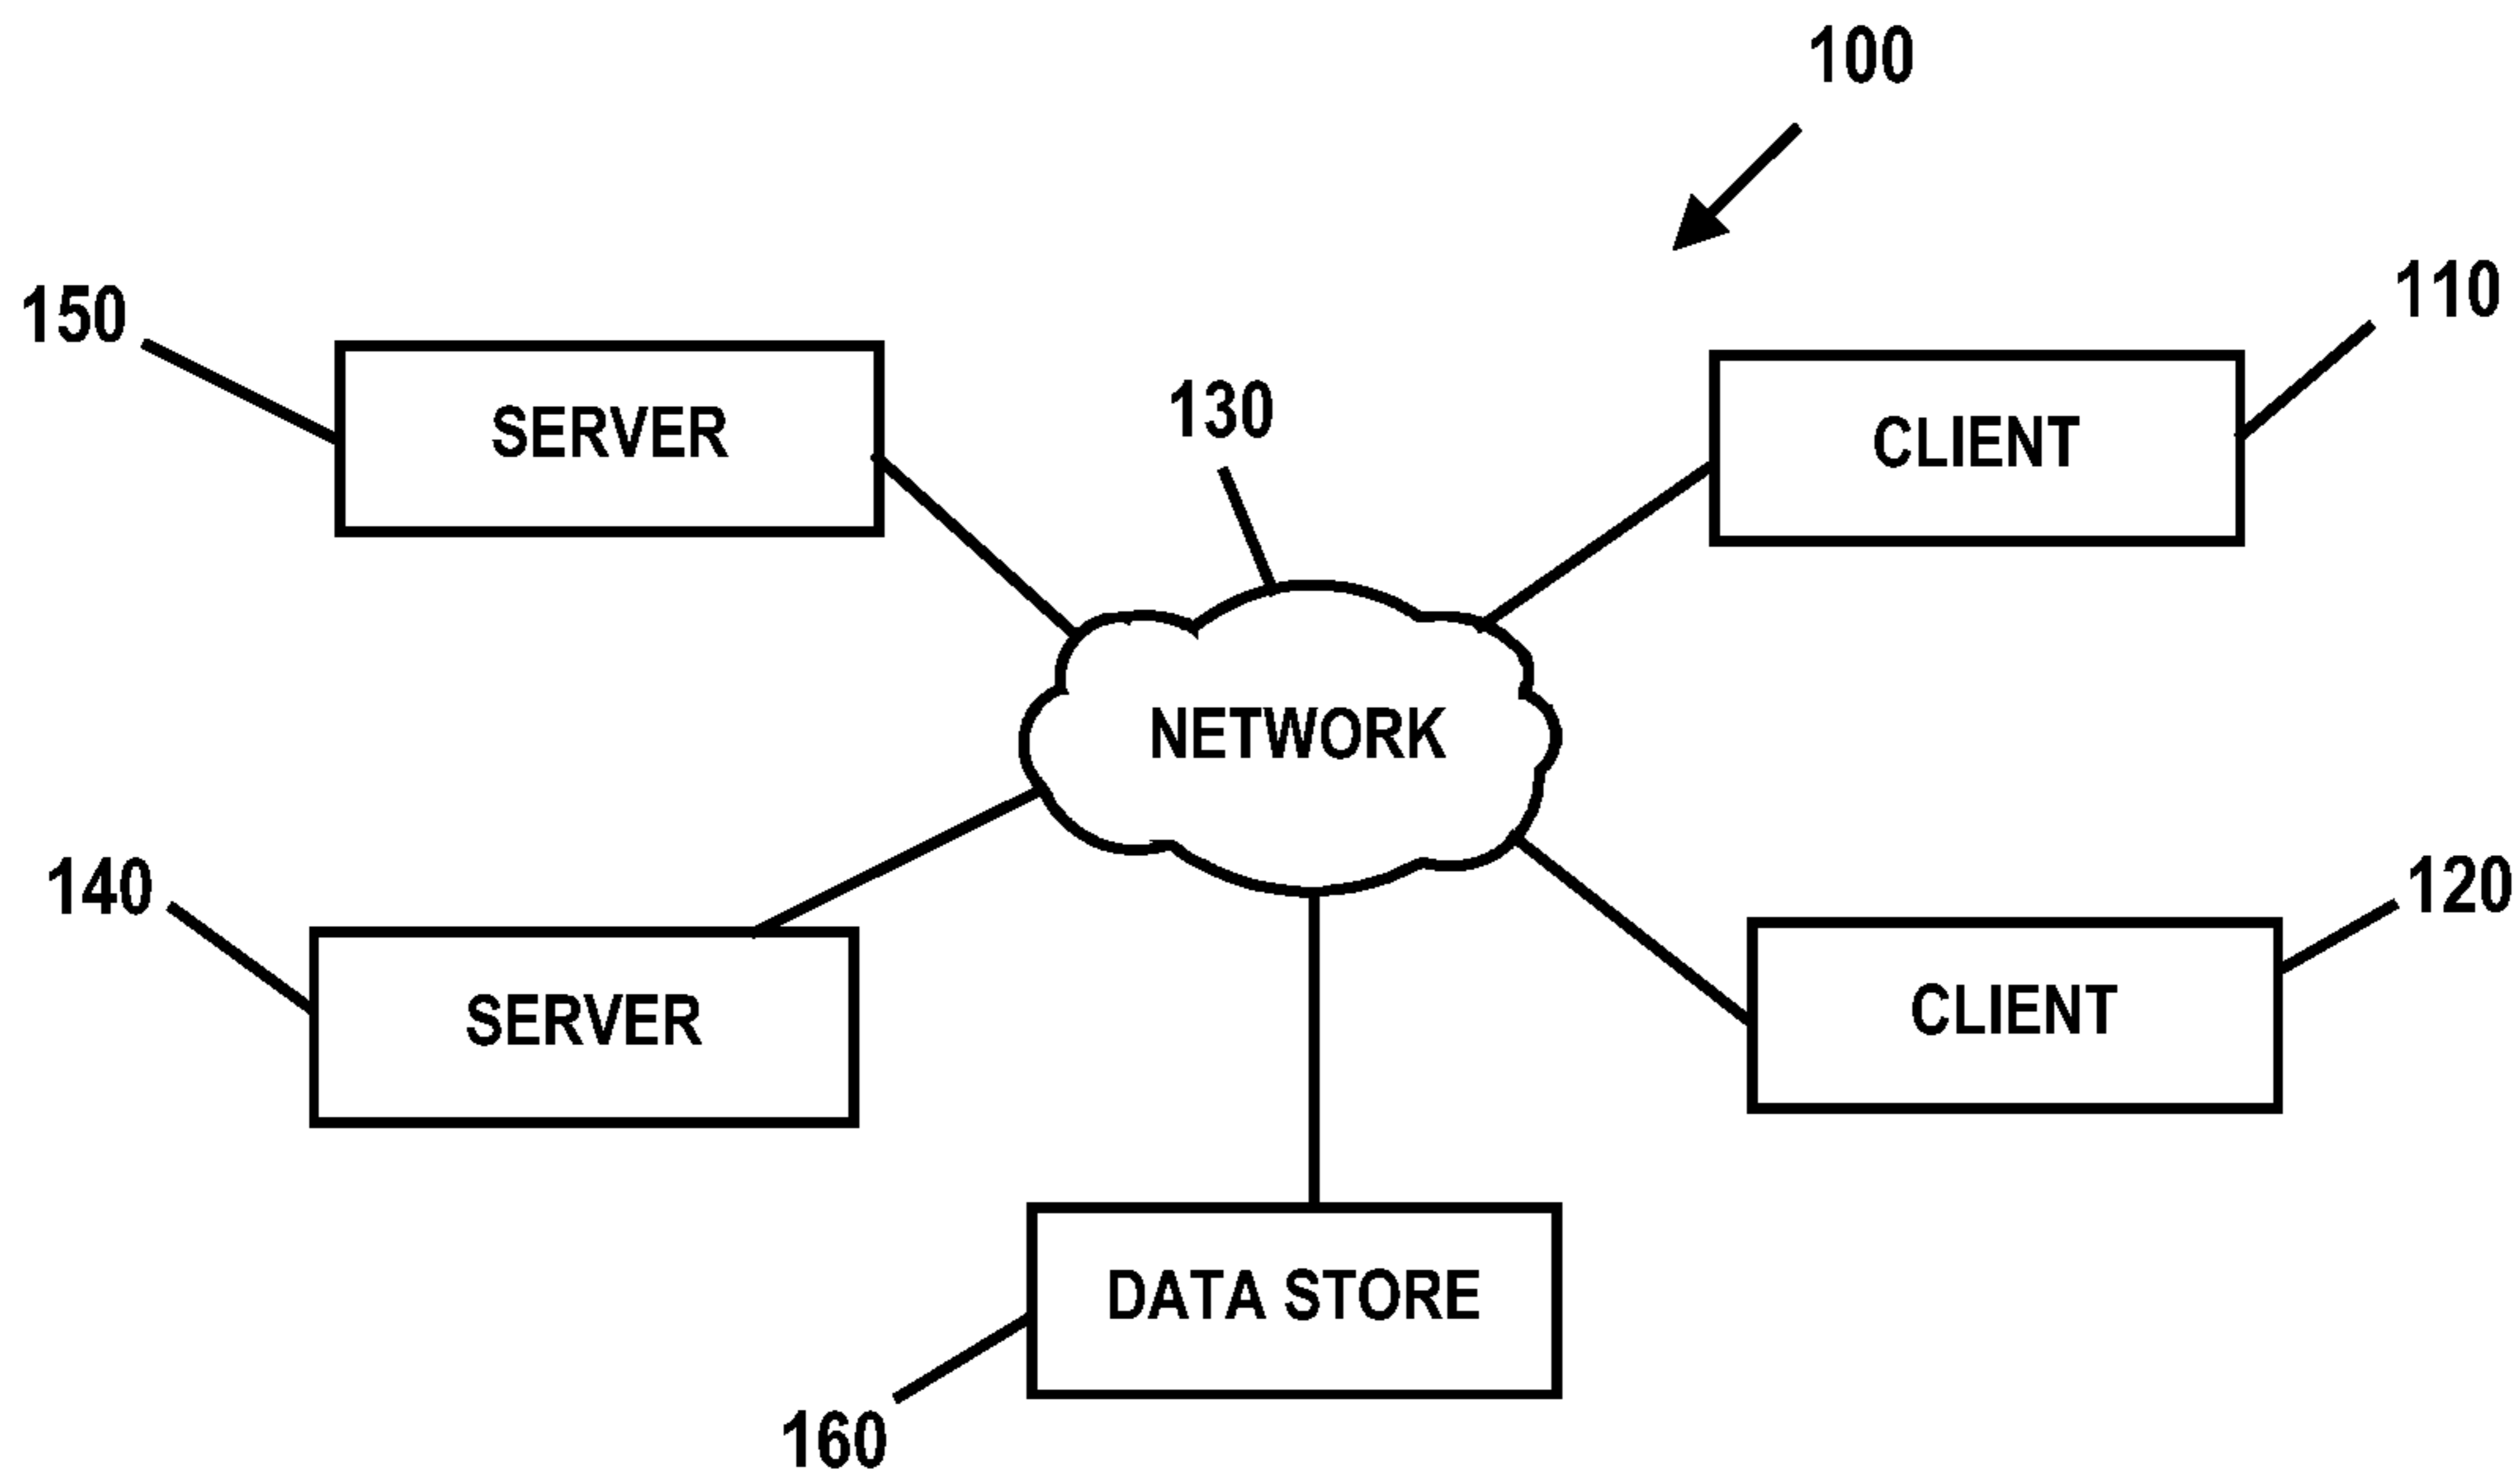 100
110
150
SERVER
130
CLIENT
NETWORK
140
120
SERVER
CLIENT
DATA STORE
160